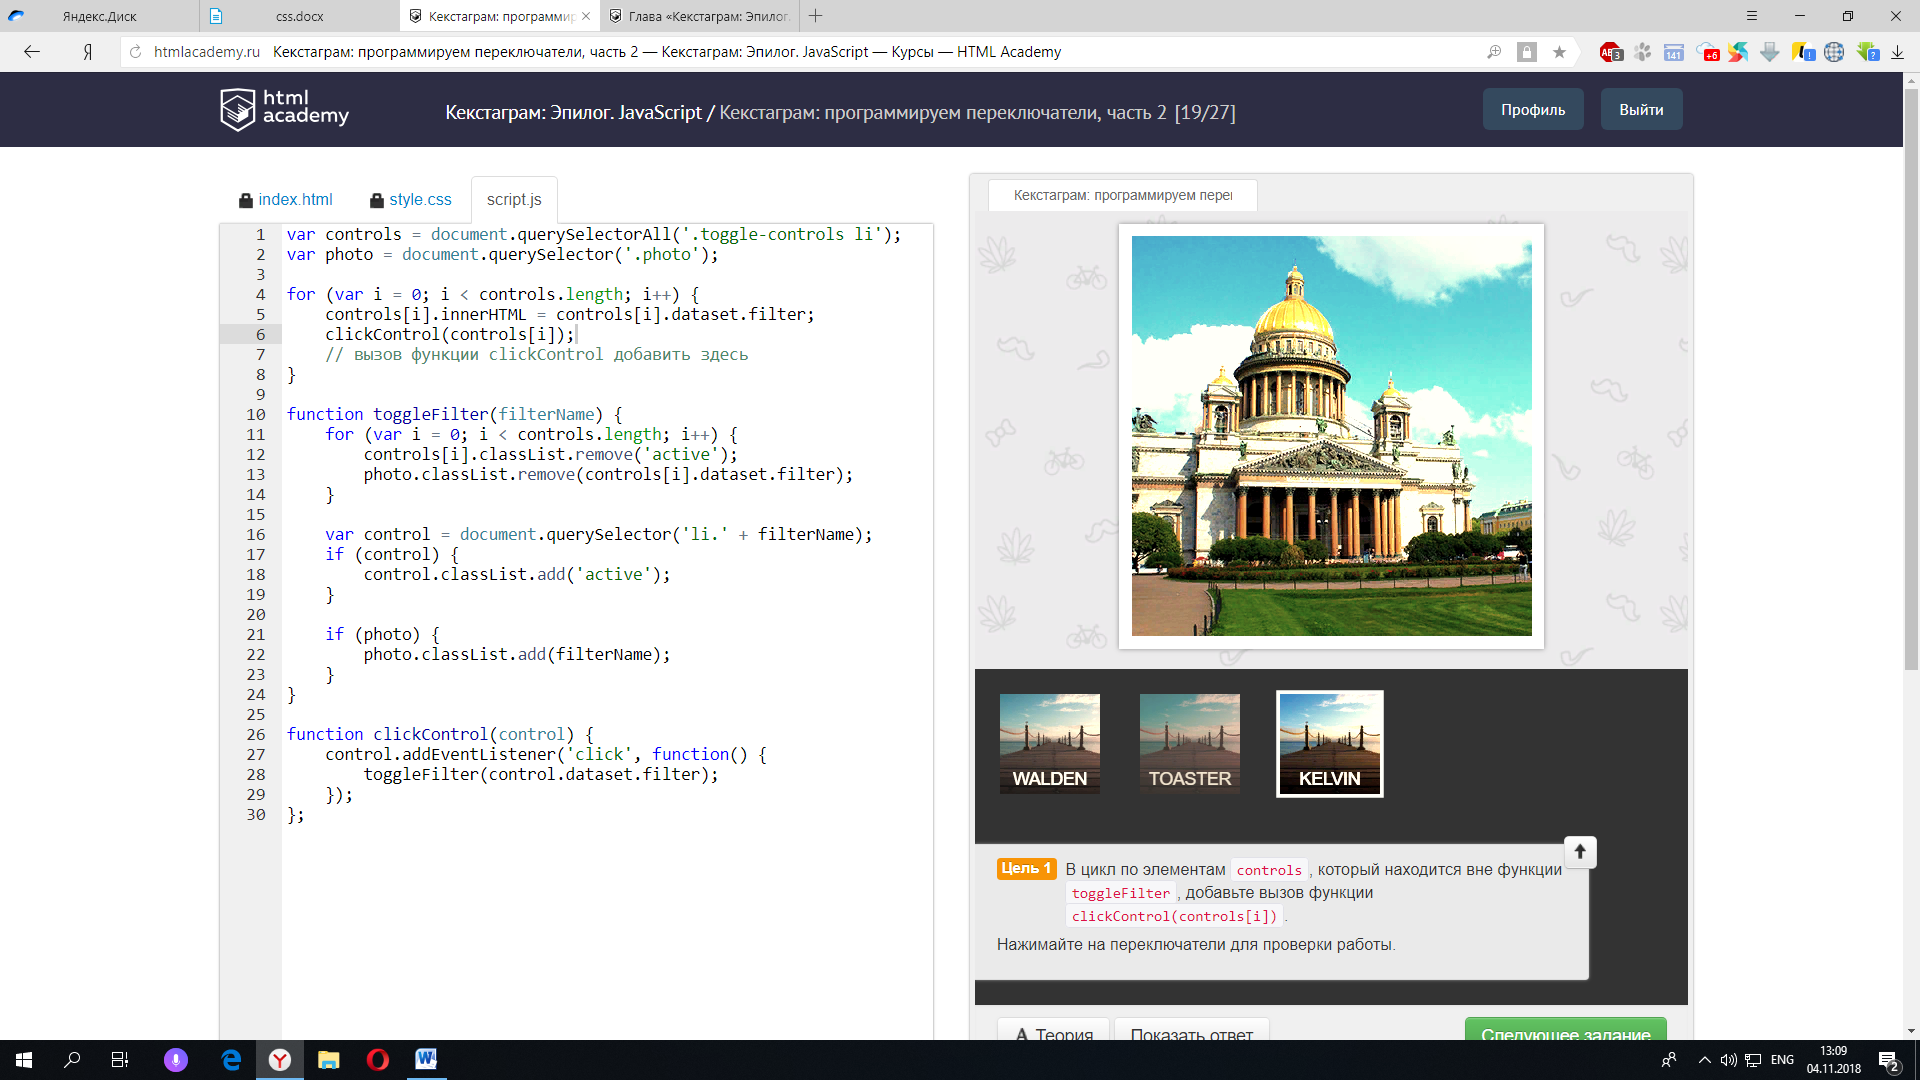 Яндекс.Диск
css.docx
Кекстаграм: программир
Глава «Кекстаграм: Эпилог.
htmlacademy.ru Кекстаграм: программируем переключатели, часть 2 — Кекстаграм: Эпилог. JavaScript — Курсы — HTML Academy
3
141
+6
html
academy
Кекстаграм: Эпилог. JavaScript / Кекстаграм: программируем переключатели, часть 2 [19/27]
Профиль
Выйти
index.html
style.css
script.js
1 var controls = document.querySelectorAll('.toggle-controls li');
2 var photo = document.querySelector('.photo');
3
4 for (var i = 0; i < controls.length; i++) {
5 controls[i].innerHTML = controls[i].dataset.filter;
6 clickControl(controls[i]);
7 // вызов функции clickControl добавить здесь
8 }
9
10 function toggleFilter(filterName) {
11 for (var i = 0; i < controls.length; i++) {
12 controls[i].classList.remove('active');
13 photo.classList.remove(controls[i].dataset.filter);
14 }
15
16 var control = document.querySelector('li.' + filterName);
17 if (control) {
18 control.classList.add('active');
19 }
20
21 if (photo) {
22 photo.classList.add(filterName);
23 }
24 }
25
26 function clickControl(control) {
27 control.addEventListener('click', function() {
28 toggleFilter(control.dataset.filter);
29 });
30 };
Кекстаграм: программируем пере
WALDEN
TOASTER
KELVIN
Цель 1 В цикл по элементам controls, который находится вне функции
toggleFilter, добавьте вызов функции
clickControl(controls[i]).
Нажимайте на переключатели для проверки работы.
Теория
Показать ответ
Следующее задание
ENG
13:09
04.11.2018
2